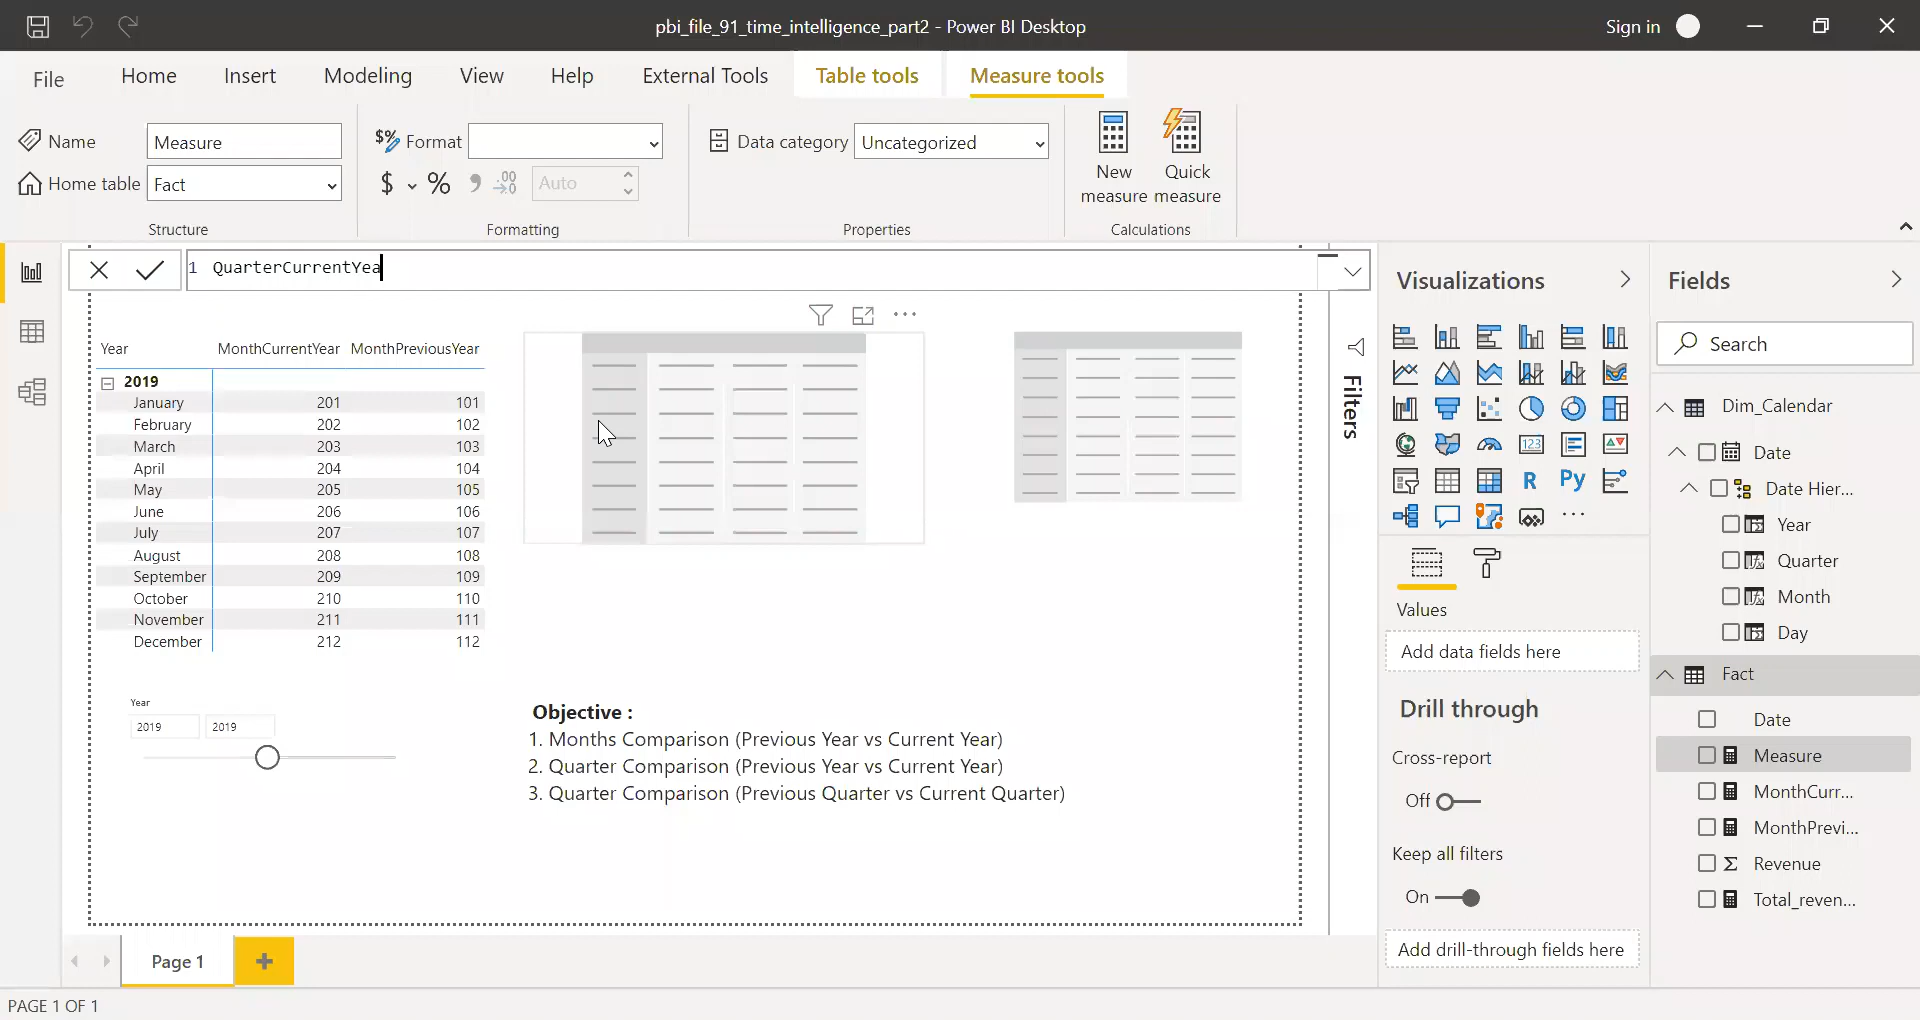 pbi_file_91_time_intelligence_part2 - Power BI Desktop
Sign in
File Home Insert Modeling View Help External Tools Table tools Measure tools
Name Measure
Home table Fact
Structure
$% Format
$ % Auto
Formatting
Data category Uncategorized
Properties
New measure
Quick measure
Calculations
1 QuarterCurrentYea
Year MonthCurrentYear MonthPreviousYear
2019
January 201 101
February 202 102
March 203 103
April 204 104
May 205 105
June 206 106
July 207 107
August 208 108
September 209 109
October 210 110
November 211 111
December 212 112
Year
2019 2019
Objective :
1. Months Comparison (Previous Year vs Current Year)
2. Quarter Comparison (Previous Year vs Current Year)
3. Quarter Comparison (Previous Quarter vs Current Quarter)
Filters
Visualizations
123
R Py
Values
Add data fields here
Drill through
Cross-report
Off
Keep all filters
On
Add drill-through fields here
Fields
Search
Dim_Calendar
Date
Date Hier...
Year
Quarter
Month
Day
Fact
Date
Measure
MonthCurr...
MonthPrevi...
Σ Revenue
Total_reven...
Page 1
PAGE 1 OF 1